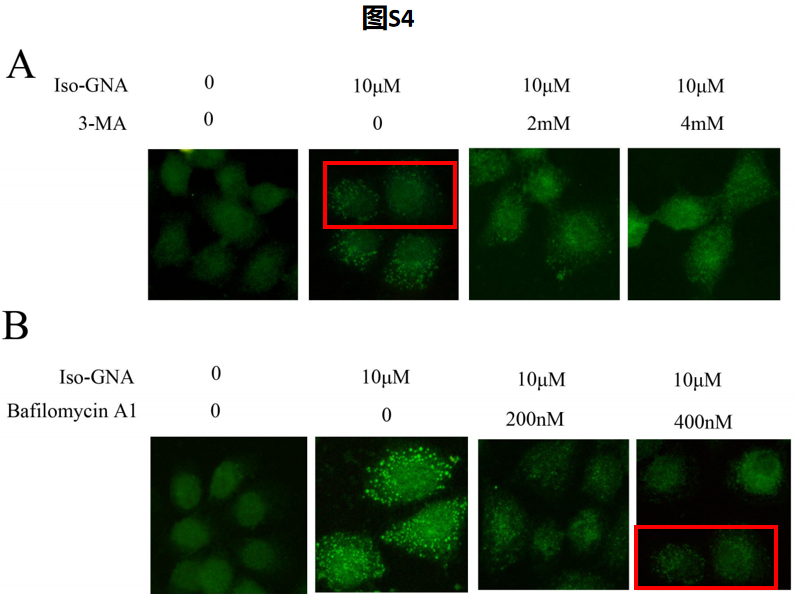 图S4
A
Iso-GNA 0 10μM 10μM 10μM
3-MA 0 0 2mM 4mM
B
Iso-GNA 0 10μM 10μM 10μM
Bafilomycin A1 0 0 200nM 400nM